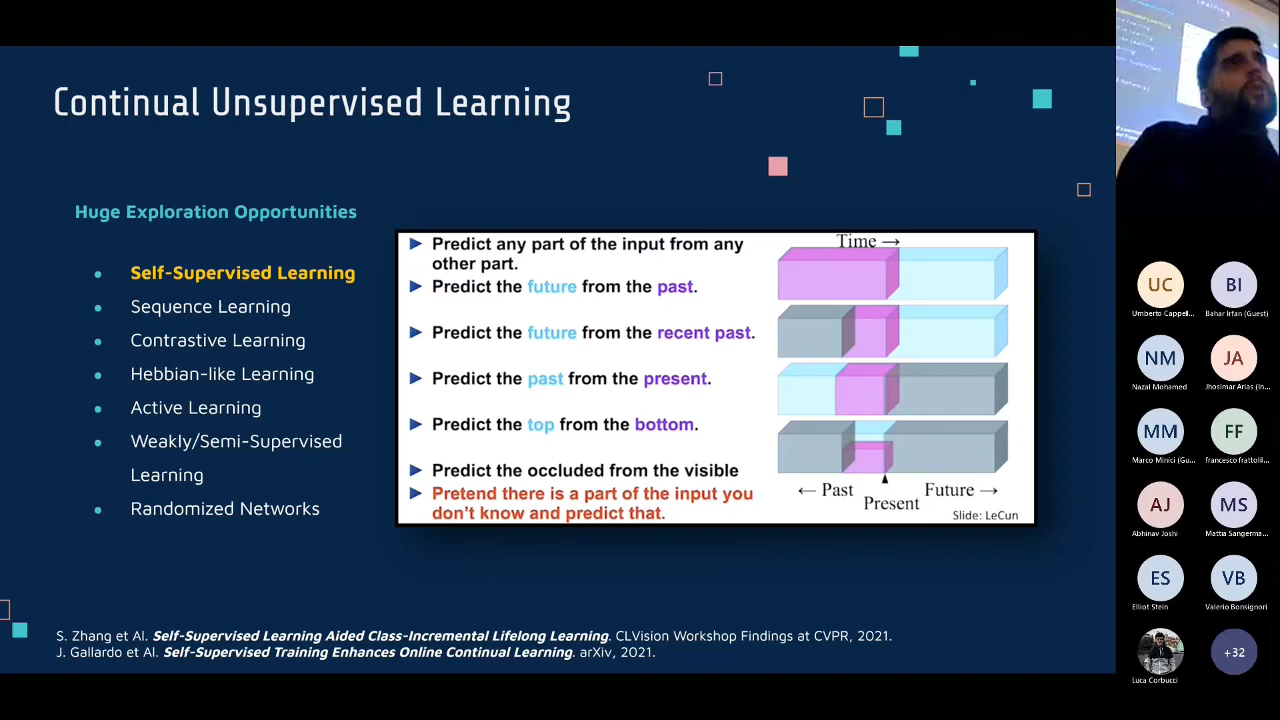 Continual Unsupervised Learning
Huge Exploration Opportunities
Self-Supervised Learning
Sequence Learning
Contrastive Learning
Hebbian-like Learning
Active Learning
Weakly/Semi-Supervised
Learning
Randomized Networks
Predict any part of the input from any
other part.
Predict the future from the past.
Predict the future from the recent past.
Predict the past from the present.
Predict the top from the bottom.
Predict the occluded from the visible
Pretend there is a part of the input you
don't know and predict that.
Time →
← Past
Present
Future →
Slide: LeCun
S. Zhang et Al. Self-Supervised Learning Aided Class-Incremental Lifelong Learning. CLVision Workshop Findings at CVPR, 2021.
J. Gallardo et Al. Self-Supervised Training Enhances Online Continual Learning. arXiv, 2021.
UC
Umberto Cappell...
BI
Bahar Irfan (Guest)
NM
Nazal Mohamed
JA
Jhosimar Arias (In...
MM
Marco Minici (Gu...
FF
francesco frattolil...
AJ
Abhinav Joshi
MS
Mattia Sangerma...
ES
Elliot Stein
VB
Valerio Bonsignori
Luca Corbucci
+32